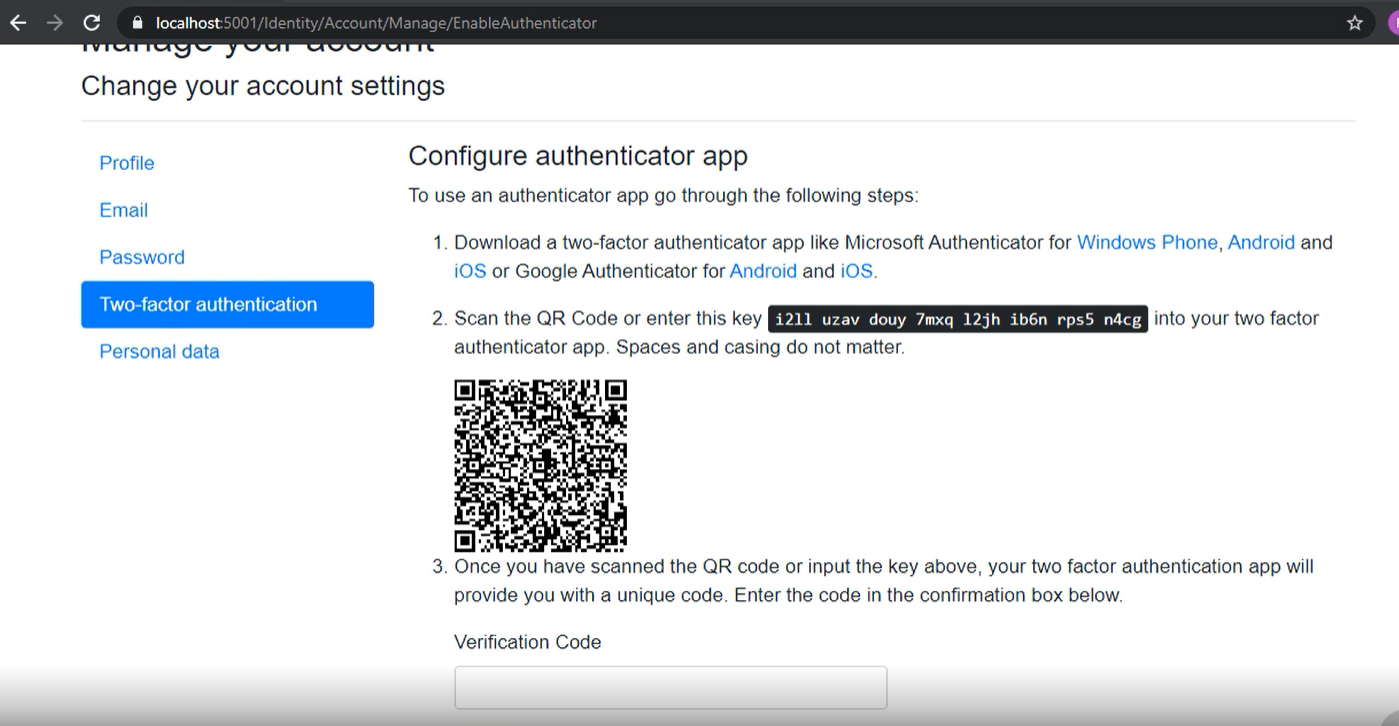 localhost:5001/Identity/Account/Manage/EnableAuthenticator
Manage your account
Change your account settings
Profile
Email
Password
Two-factor authentication
Personal data
Configure authenticator app
To use an authenticator app go through the following steps:
1. Download a two-factor authenticator app like Microsoft Authenticator for Windows Phone, Android and
iOS or Google Authenticator for Android and iOS.
2. Scan the QR Code or enter this key i2ll uzav douy 7mxq l2jh ib6n rps5 n4cg into your two factor
authenticator app. Spaces and casing do not matter.
3. Once you have scanned the QR code or input the key above, your two factor authentication app will
provide you with a unique code. Enter the code in the confirmation box below.
Verification Code